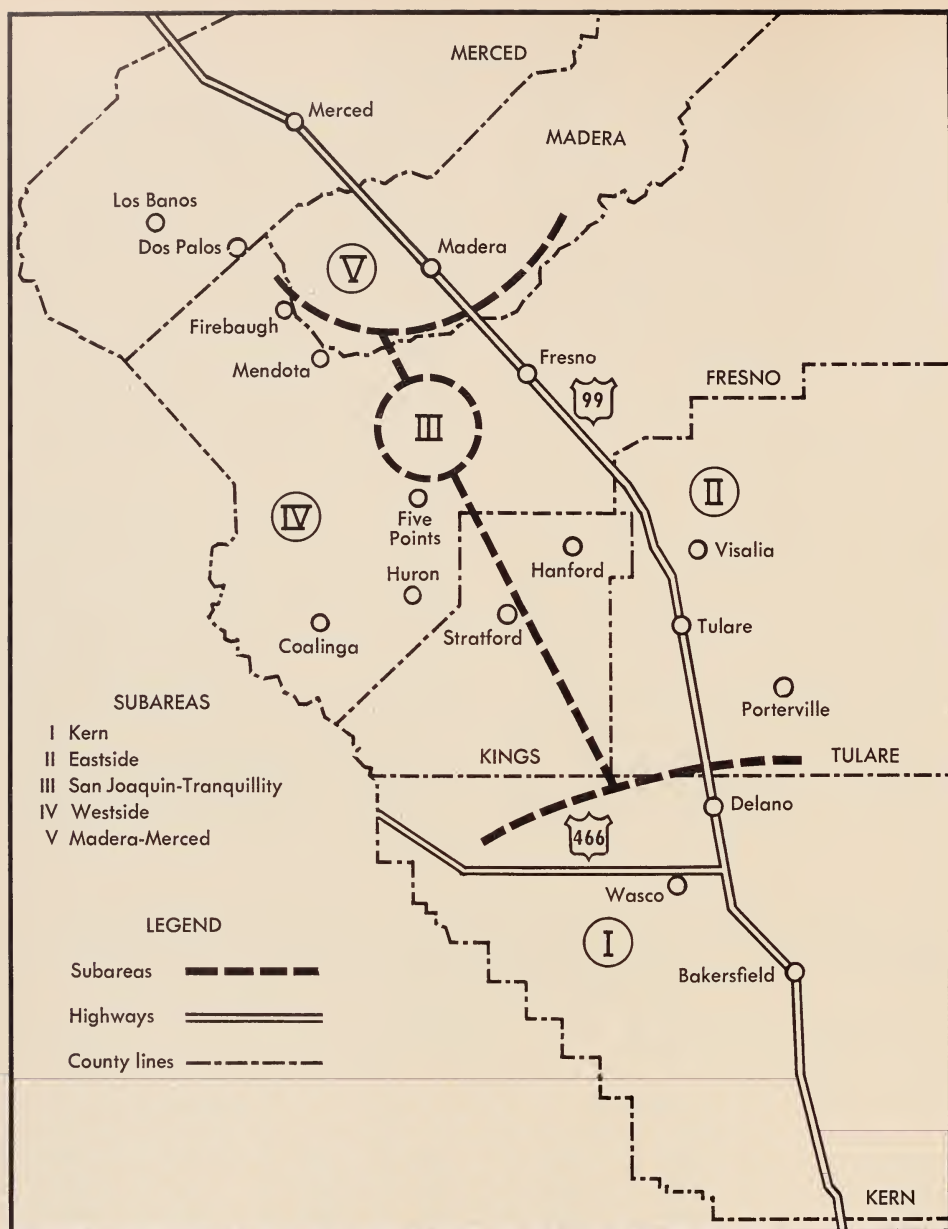 MERCED
Merced
MADERA
Los Banos
Dos Palos
V
Madera
Firebaugh
Mendota
Fresno
FRESNO
99
III
II
IV
Five
Points
Visalia
Hanford
Huron
Stratford
Tulare
Coalinga
Porterville
SUBAREAS
I Kern
II Eastside
III San Joaquin-Tranquillity
IV Westside
V Madera-Merced
KINGS
TULARE
Delano
466
Wasco
I
LEGEND
Subareas
Highways
County lines
Bakersfield
KERN